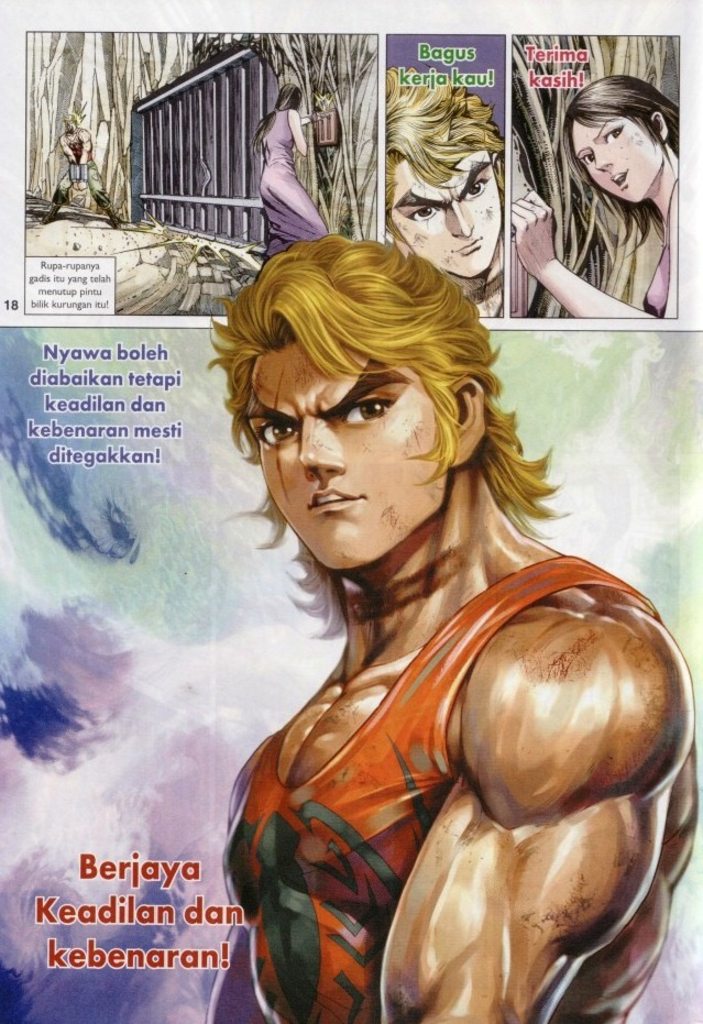 Bagus
kerja kau!
Terima
kasih!
Rupa-rupanya
gadis itu yang telah
menutup pintu
bilik kurungan itu!
18
Nyawa boleh
diabaikan tetapi
keadilan dan
kebenaran mesti
ditegakkan!
Berjaya
Keadilan dan
kebenaran!